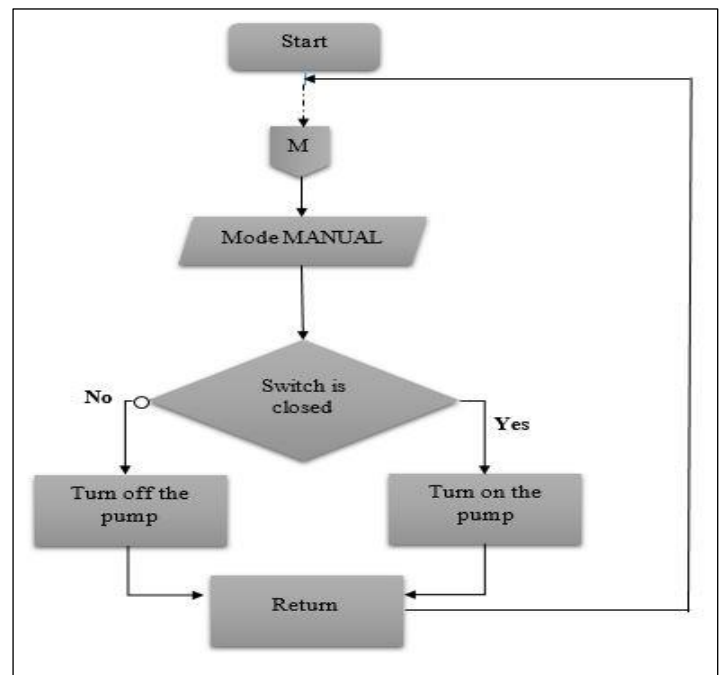 Start
M
Mode MANUAL
Switch is
closed
No
Yes
Turn off the
pump
Turn on the
pump
Return